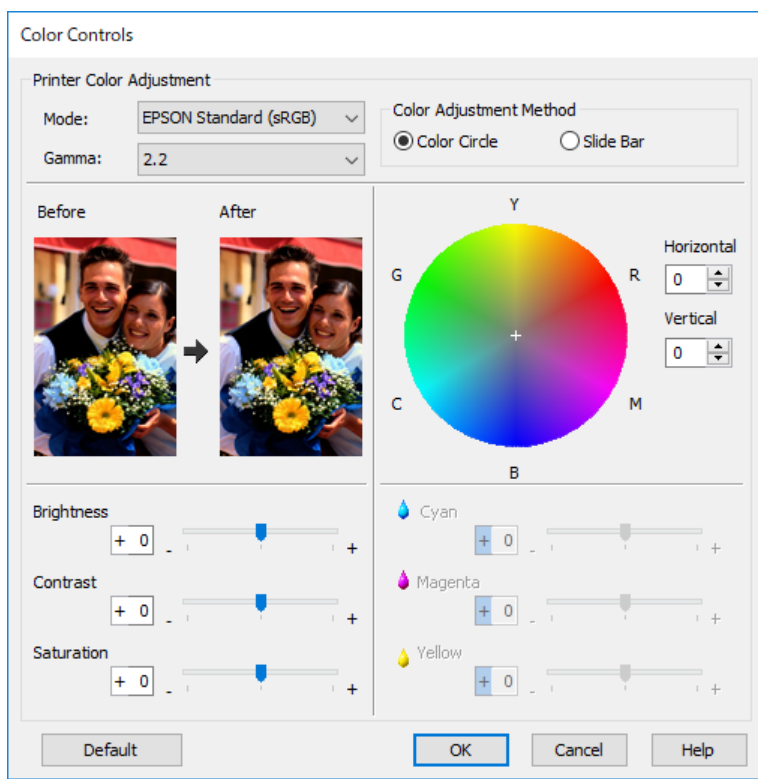 Color Controls
Printer Color Adjustment
Mode: EPSON Standard (sRGB)
Gamma: 2.2
Color Adjustment Method
Color Circle Slide Bar
Before After
Y
G R
C M
B
Horizontal
0
Vertical
0
Brightness
+ 0 - +
Contrast
+ 0 - +
Saturation
+ 0 - +
Cyan
+ 0 - +
Magenta
+ 0 - +
Yellow
+ 0 - +
Default OK Cancel Help